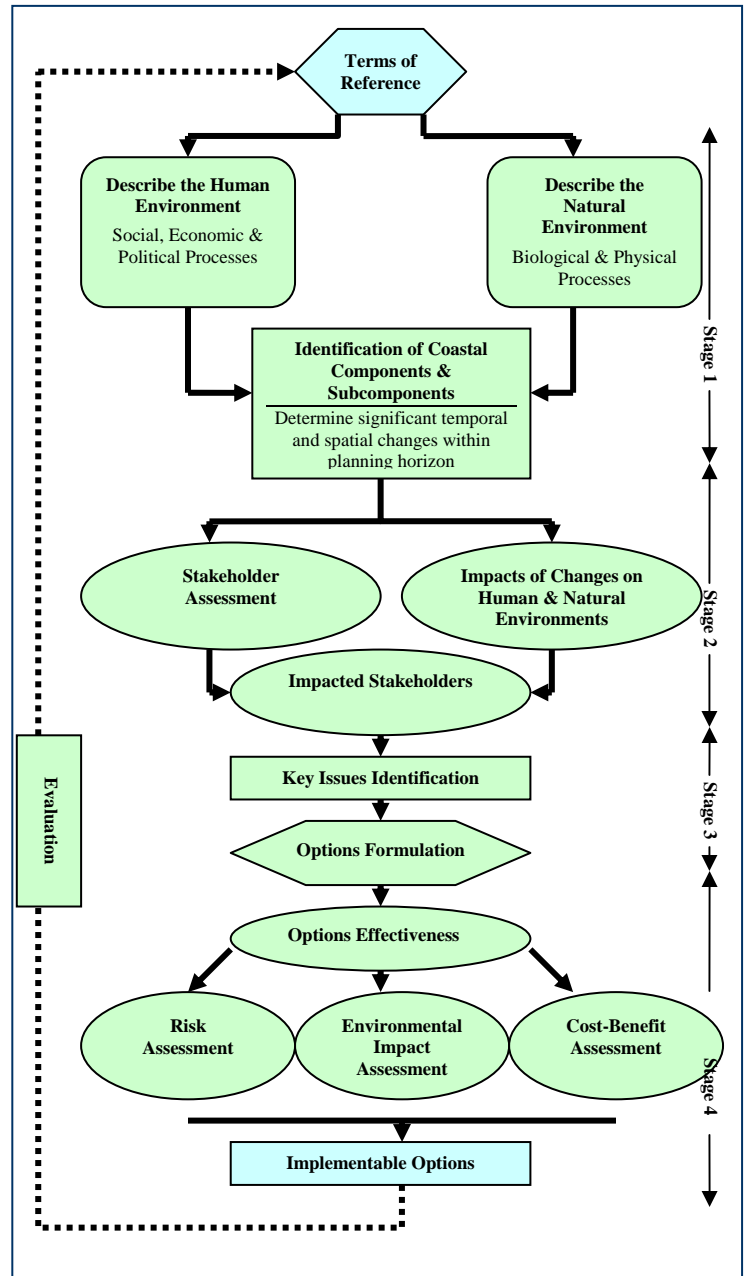 Terms of
Reference
Describe the Human
Environment
Social, Economic &
Political Processes
Describe the
Natural
Environment
Biological & Physical
Processes
Stage 1
Identification of Coastal
Components &
Subcomponents
Determine significant temporal
and spatial changes within
planning horizon
Stakeholder
Assessment
Impacts of Changes on
Human & Natural
Environments
Stage 2
Impacted Stakeholders
Evaluation
Key Issues Identification
Stage 3
Options Formulation
Options Effectiveness
Risk
Assessment
Environmental
Impact
Assessment
Cost-Benefit
Assessment
Stage 4
Implementable Options